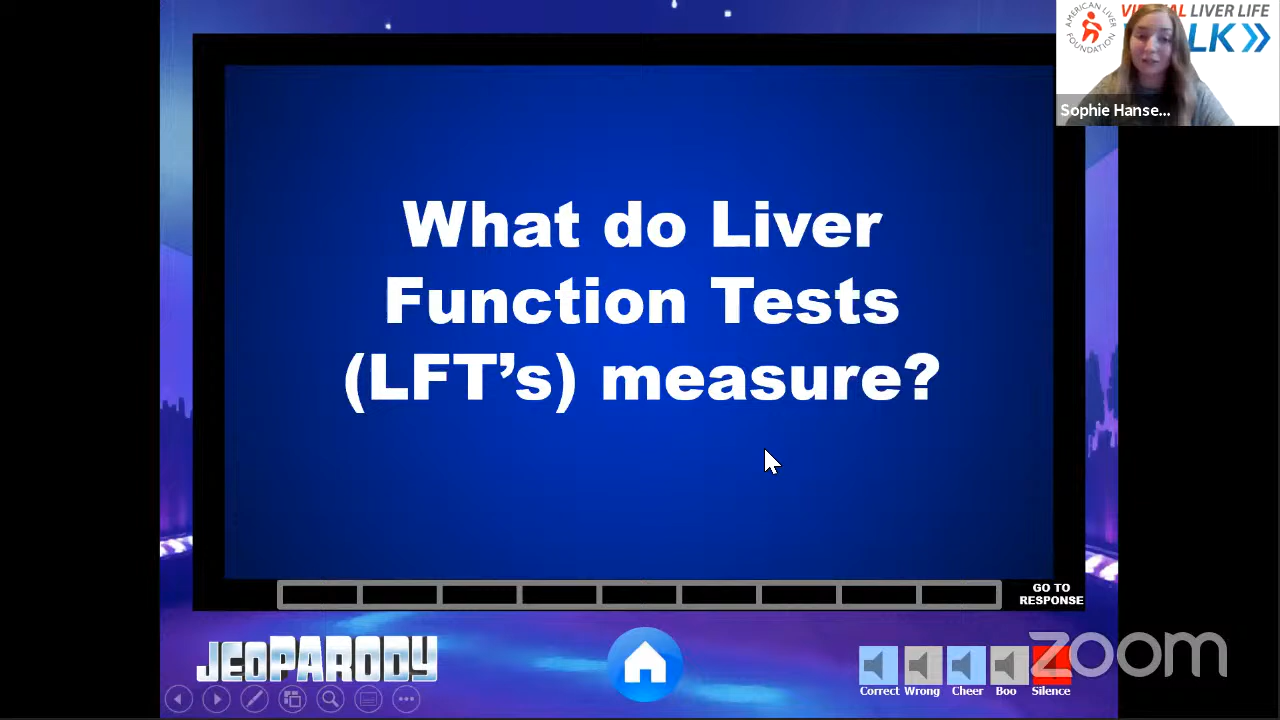 AMERICAN LIVER FOUNDATION
LIVER LIFE
Sophie Hanse...
What do Liver
Function Tests
(LFT’s) measure?
GO TO
RESPONSE
JEOPARODY
zoom
Correct Wrong Cheer Boo Silence